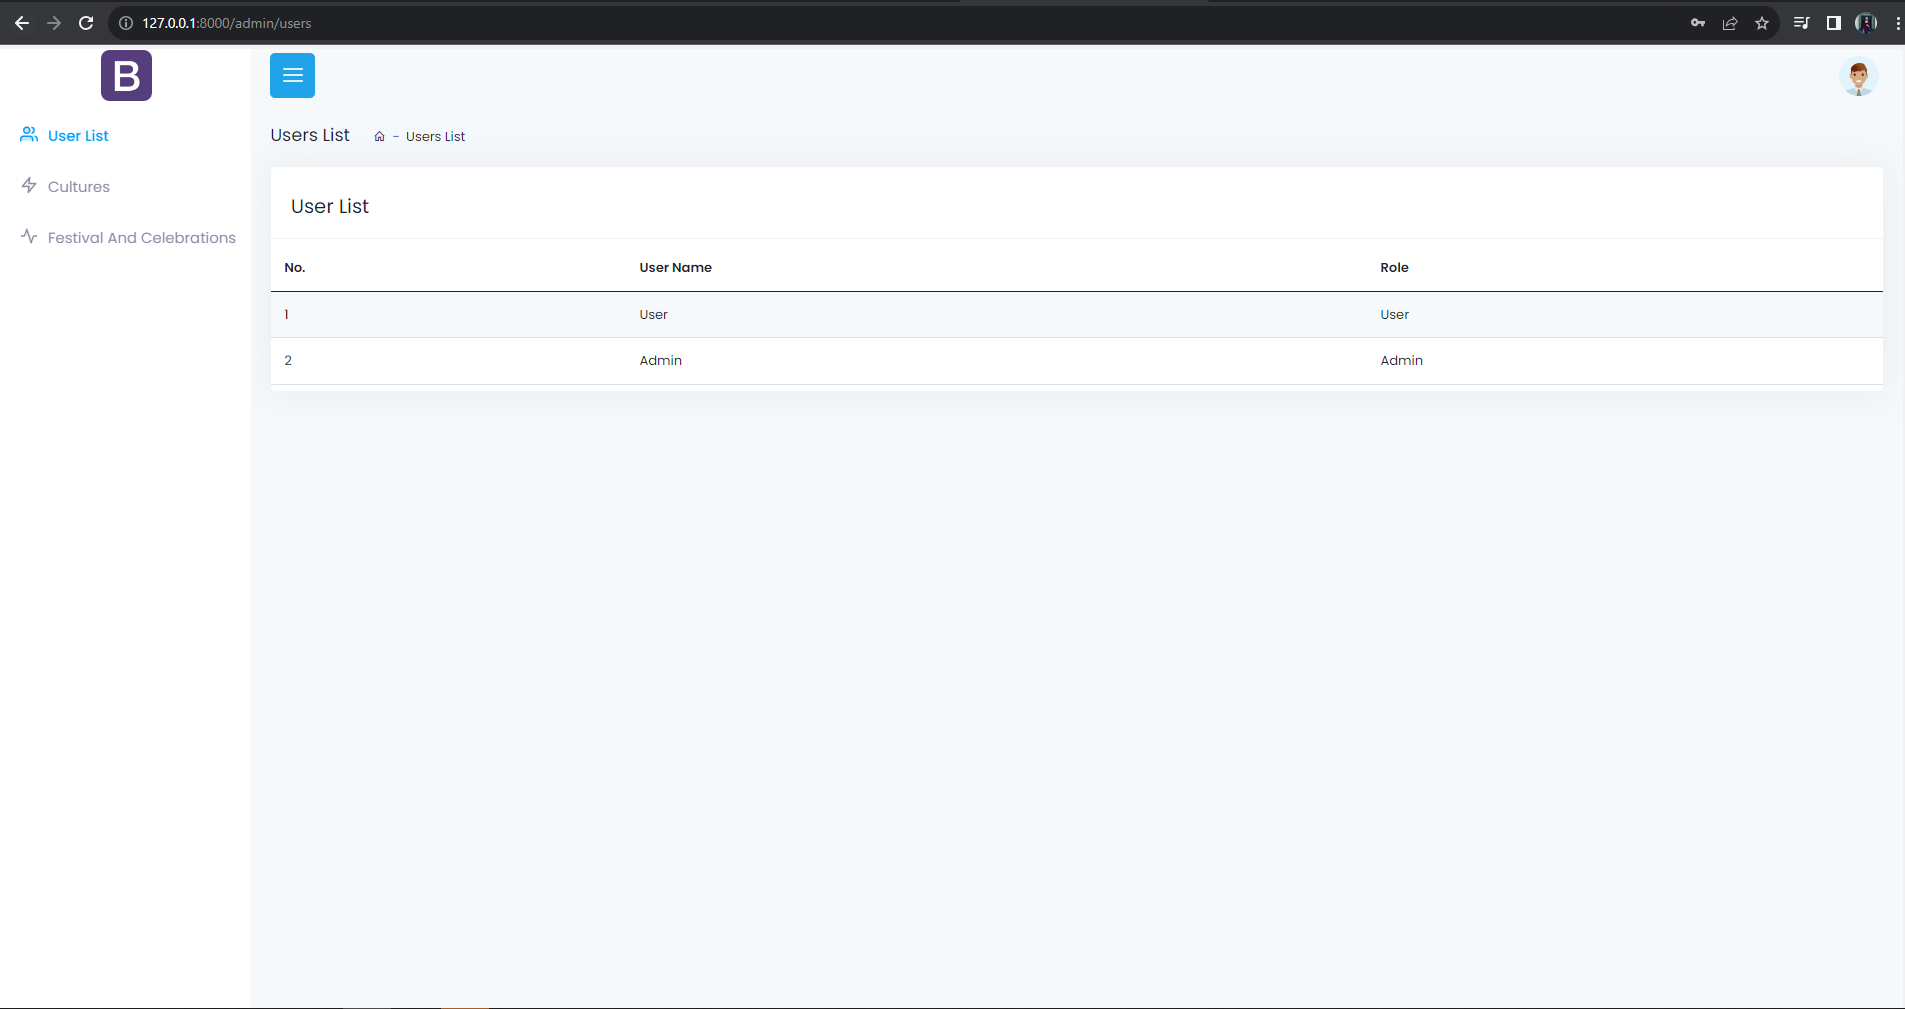 127.0.0.1:8000/admin/users
B
User List
Cultures
Festival And Celebrations
Users List - Users List
User List
No. User Name Role
1 User User
2 Admin Admin